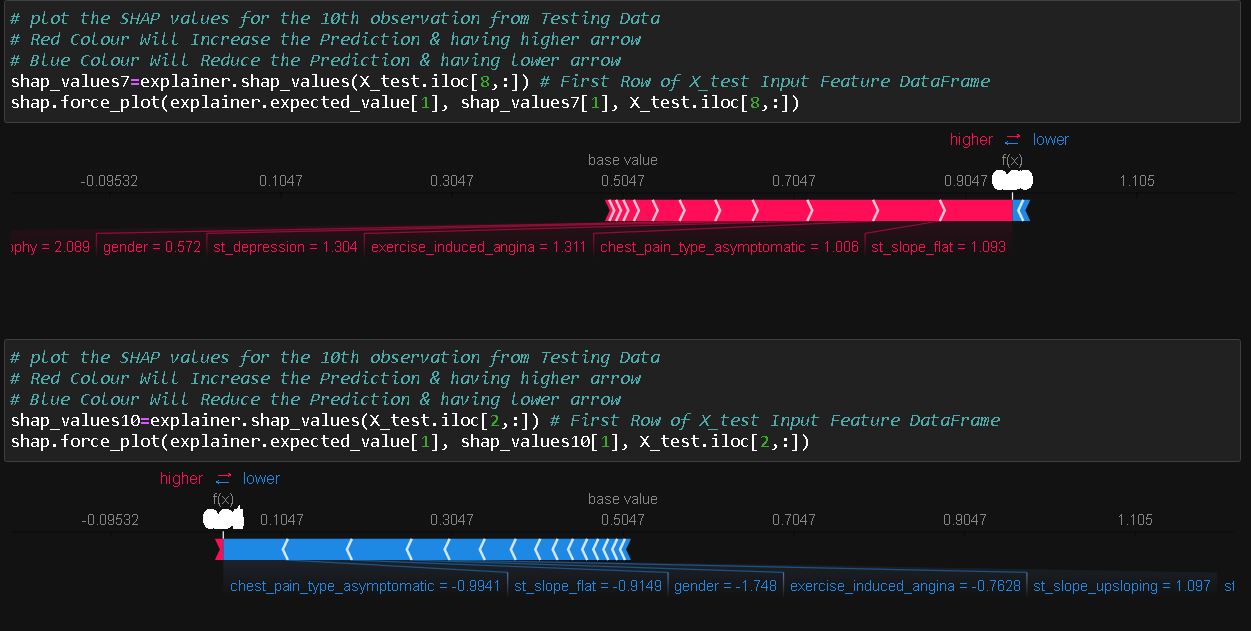 # plot the SHAP values for the 10th observation from Testing Data
# Red Colour Will Increase the Prediction & having higher arrow
# Blue Colour Will Reduce the Prediction & having lower arrow
shap_values7=explainer.shap_values(X_test.iloc[8,:]) # First Row of X_test Input Feature DataFrame
shap.force_plot(explainer.expected_value[1], shap_values7[1], X_test.iloc[8,:])
higher ⇄ lower
base value f(x)
-0.09532 0.1047 0.3047 0.5047 0.7047 0.9047 1.105
ophy = 2.089 gender = 0.572 st_depression = 1.304 exercise_induced_angina = 1.311 chest_pain_type_asymptomatic = 1.006 st_slope_flat = 1.093
# plot the SHAP values for the 10th observation from Testing Data
# Red Colour Will Increase the Prediction & having higher arrow
# Blue Colour Will Reduce the Prediction & having lower arrow
shap_values10=explainer.shap_values(X_test.iloc[2,:]) # First Row of X_test Input Feature DataFrame
shap.force_plot(explainer.expected_value[1], shap_values10[1], X_test.iloc[2,:])
higher ⇄ lower
f(x) base value
-0.09532 0.1047 0.3047 0.5047 0.7047 0.9047 1.105
chest_pain_type_asymptomatic = -0.9941 st_slope_flat = -0.9149 gender = -1.748 exercise_induced_angina = -0.7628 st_slope_upsloping = 1.097 st